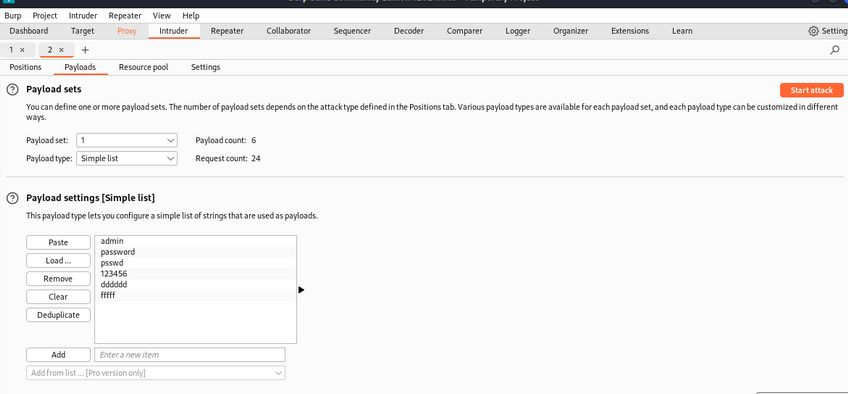 Burp Project Intruder Repeater View Help
Dashboard Target Proxy Intruder Repeater Collaborator Sequencer Decoder Comparer Logger Organizer Extensions Learn Setting
1 × 2 × +
Positions Payloads Resource pool Settings
? Payload sets Start attack
You can define one or more payload sets. The number of payload sets depends on the attack type defined in the Positions tab. Various payload types are available for each payload set, and each payload type can be customized in different
ways.
Payload set: 1 Payload count: 6
Payload type: Simple list Request count: 24
? Payload settings [Simple list]
This payload type lets you configure a simple list of strings that are used as payloads.
Paste admin
password
Load ... psswd
Remove 123456
dddddd
Clear fffff
Deduplicate
Add Enter a new item
Add from list ... [Pro version only]